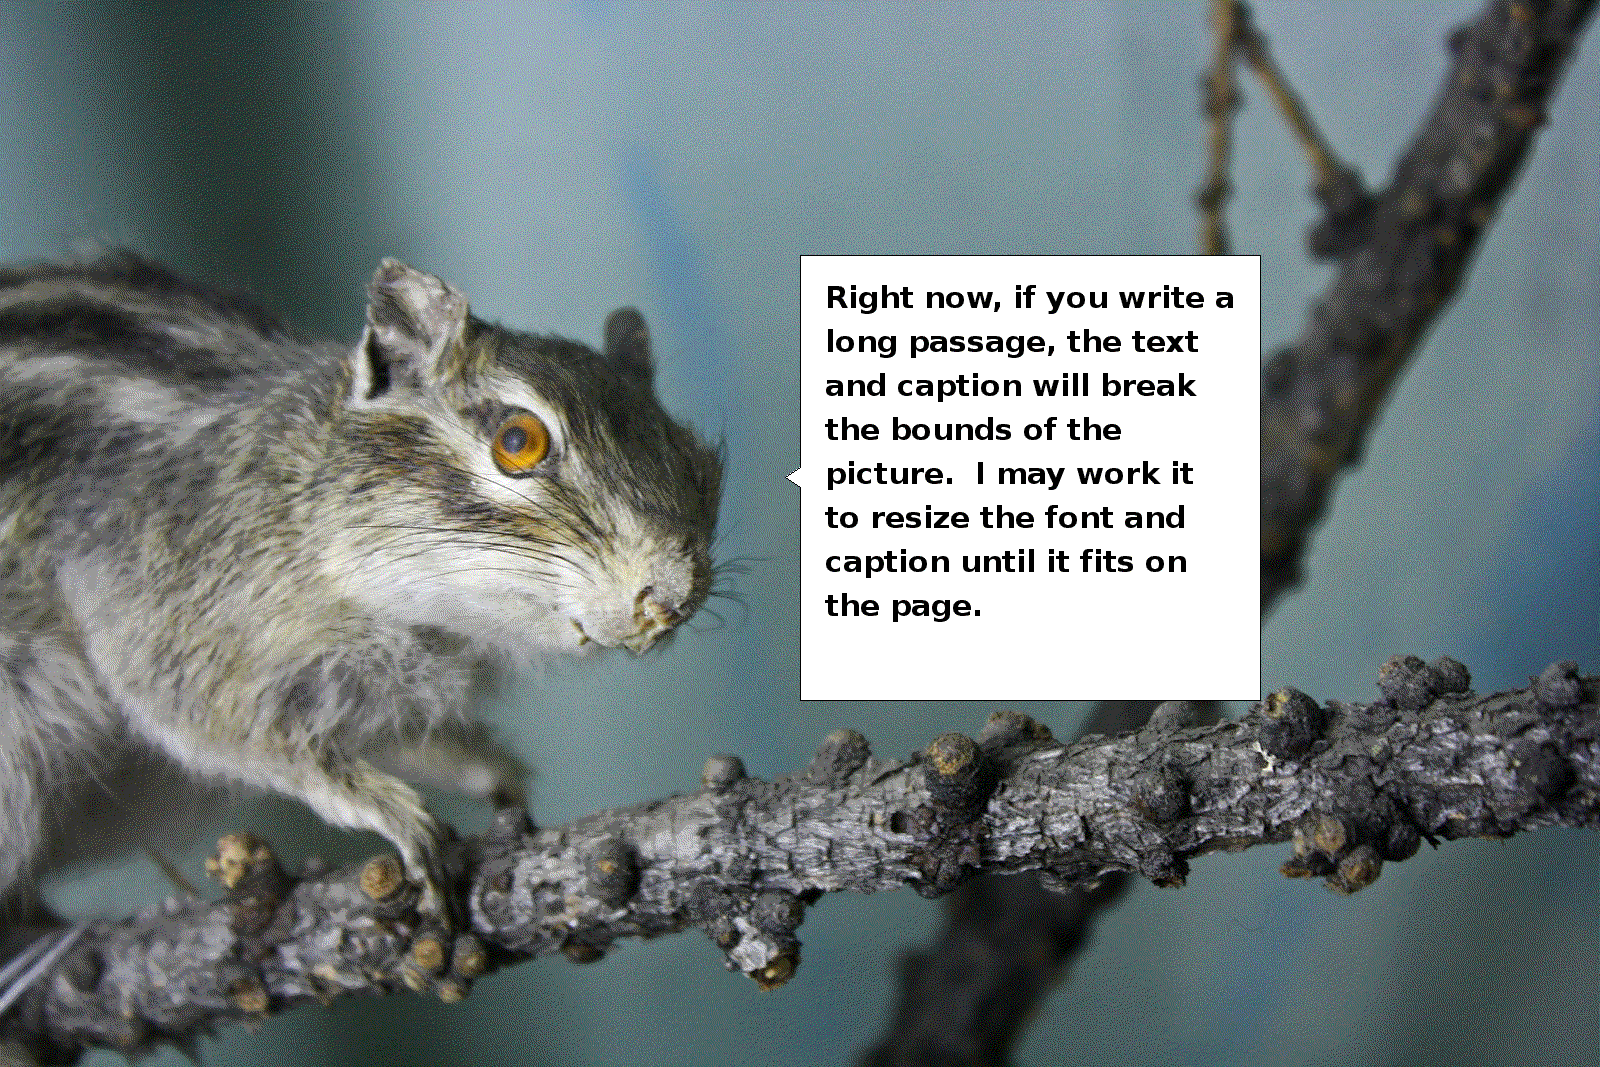 Right now, if you write a
long passage, the text
and caption will break
the bounds of the
picture.  I may work it
to resize the font and
caption until it fits on
the page.